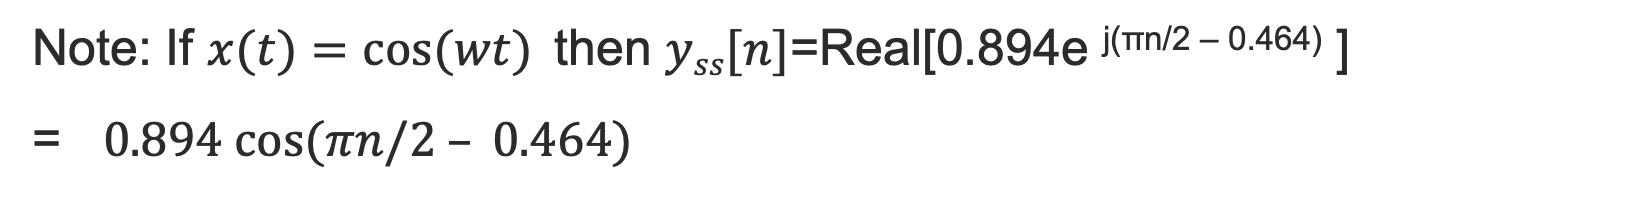 Note: If x(t) = cos(wt) then yₛₛ[n]=Real[0.894e ʲ⁽πn/2 – 0.464) ]
= 0.894 cos(πn/2 – 0.464)